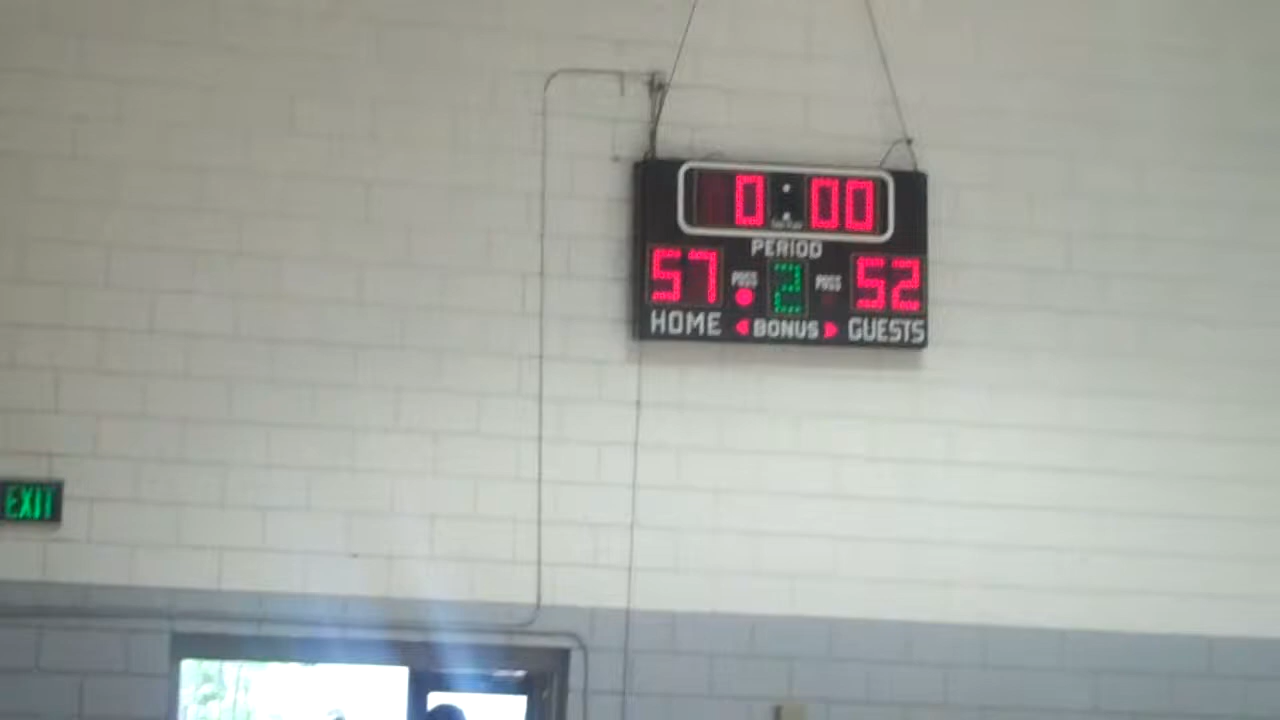 0:00
PERIOD
57 POSS 2 POSS 52
HOME BONUS GUESTS
EXIT